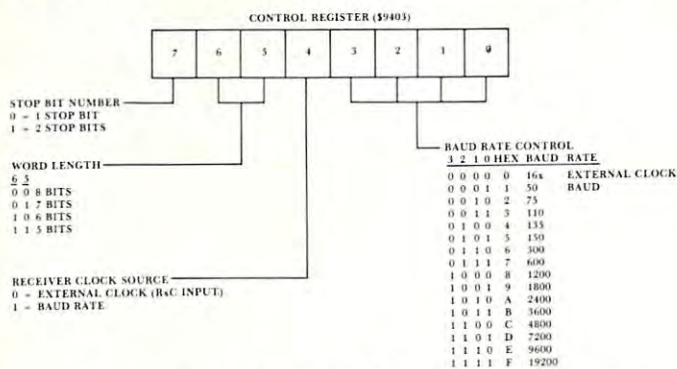 CONTROL REGISTER ($9403)
7 6 5 4 3 2 1 0
STOP BIT NUMBER
0 = 1 STOP BIT
1 = 2 STOP BITS
WORD LENGTH
6 5
0 0 8 BITS
0 1 7 BITS
1 0 6 BITS
1 1 5 BITS
RECEIVER CLOCK SOURCE
0 = EXTERNAL CLOCK (RxC INPUT)
1 = BAUD RATE
BAUD RATE CONTROL
3 2 1 0 HEX BAUD RATE
0 0 0 0 0 16x EXTERNAL CLOCK
0 0 0 1 1 50 BAUD
0 0 1 0 2 75
0 0 1 1 3 110
0 1 0 0 4 135
0 1 0 1 5 150
0 1 1 0 6 300
0 1 1 1 7 600
1 0 0 0 8 1200
1 0 0 1 9 1800
1 0 1 0 A 2400
1 0 1 1 B 3600
1 1 0 0 C 4800
1 1 0 1 D 7200
1 1 1 0 E 9600
1 1 1 1 F 19200